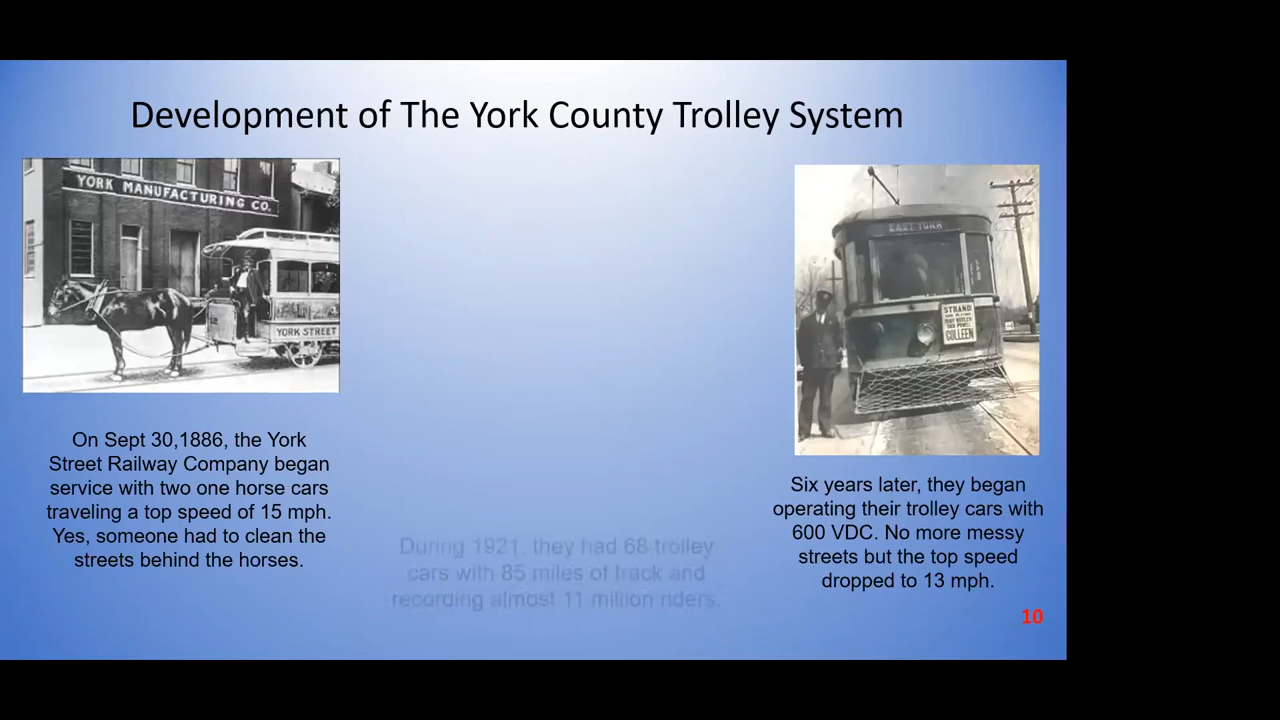 Development of The York County Trolley System
YORK MANUFACTURING CO.
YORK STREET
On Sept 30,1886, the York
Street Railway Company began
service with two one horse cars
traveling a top speed of 15 mph.
Yes, someone had to clean the
streets behind the horses.
During 1921, they had 68 trolley
cars with 85 miles of track and
recording almost 11 million riders.
EAST YORK
STRAND
COLLEEN
Six years later, they began
operating their trolley cars with
600 VDC. No more messy
streets but the top speed
dropped to 13 mph.
10